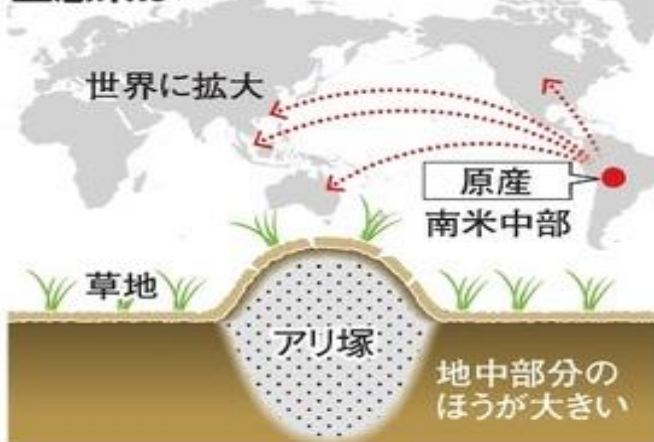 世界に拡大
原産
南米中部
草地
アリ塚
地中部分の
ほうが大きい